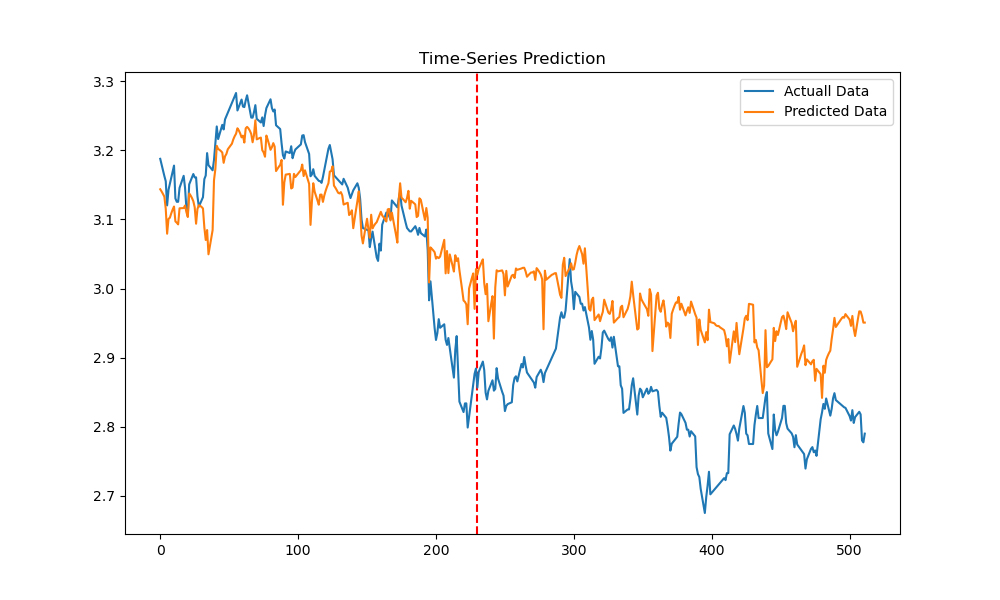 Time-Series Prediction
Actuall Data
Predicted Data
3.3
3.2
3.1
3.0
2.9
2.8
2.7
0 100 200 300 400 500